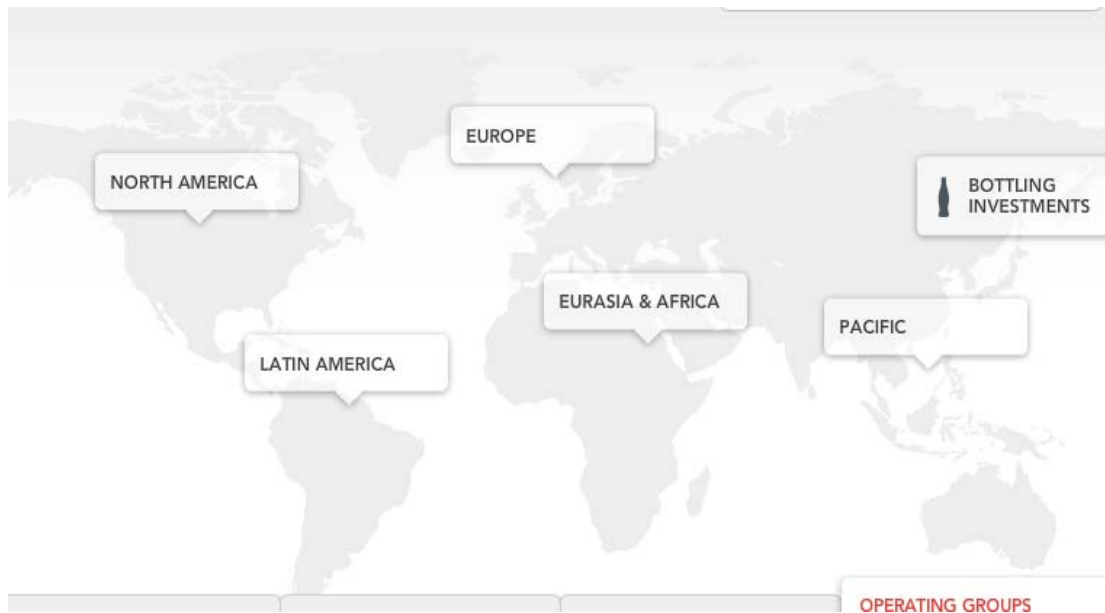 EUROPE
NORTH AMERICA
BOTTLING
INVESTMENTS
EURASIA & AFRICA
PACIFIC
LATIN AMERICA
OPERATING GROUPS